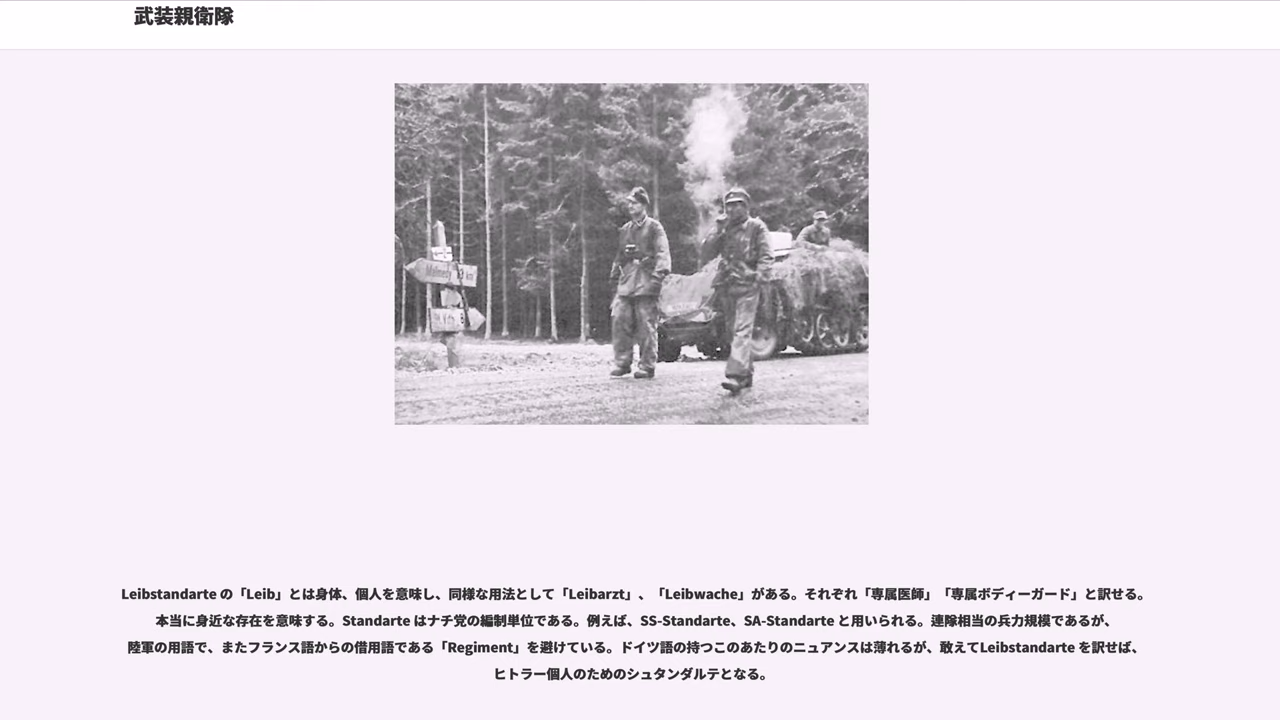 武装親衛隊
Malmedy
Leibstandarte の「Leib」とは身体、個人を意味し、同様な用法として「Leibarzt」、「Leibwache」がある。それぞれ「専属医師」「専属ボディーガード」と訳せる。
本当に身近な存在を意味する。Standarte はナチ党の編制単位である。例えば、SS-Standarte、SA-Standarte と用いられる。連隊相当の兵力規模であるが、
陸軍の用語で、またフランス語からの借用語である「Regiment」を避けている。ドイツ語の持つこのあたりのニュアンスは薄れるが、敢えてLeibstandarte を訳せば、
ヒトラー個人のためのシュタンダルテとなる。